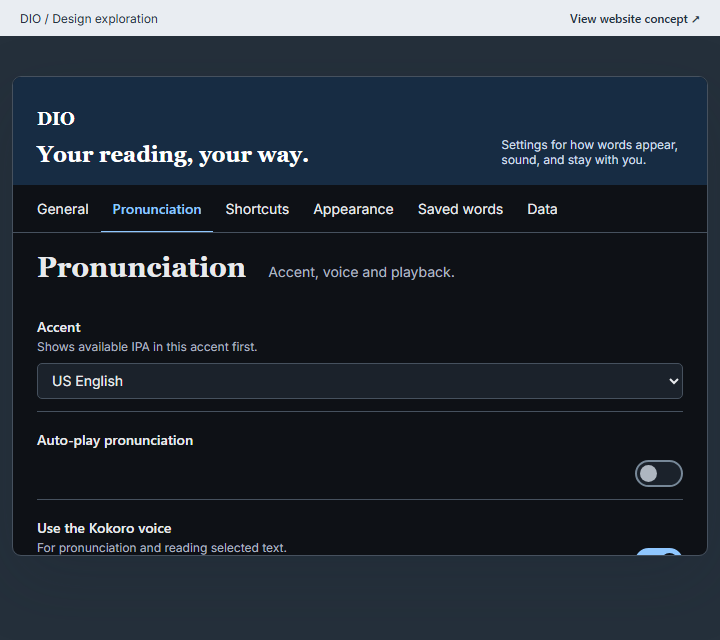 DIO / Design exploration
View website concept ↗
DIO
Your reading, your way.
Settings for how words appear,
sound, and stay with you.
General
Pronunciation
Shortcuts
Appearance
Saved words
Data
Pronunciation
Accent, voice and playback.
Accent
Shows available IPA in this accent first.
US English
Auto-play pronunciation
Use the Kokoro voice
For pronunciation and reading selected text.